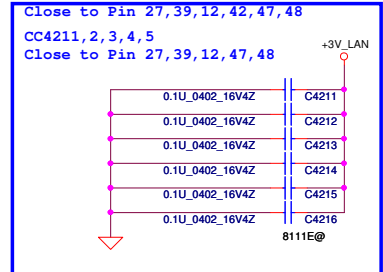 Close to Pin 27,39,12,42,47,48
CC4211,2,3,4,5
Close to Pin 27,39,12,47,48
+3V_LAN
0.1U_0402_16V4Z C4211
0.1U_0402_16V4Z C4212
0.1U_0402_16V4Z C4213
0.1U_0402_16V4Z C4214
0.1U_0402_16V4Z C4215
0.1U_0402_16V4Z C4216
8111E@